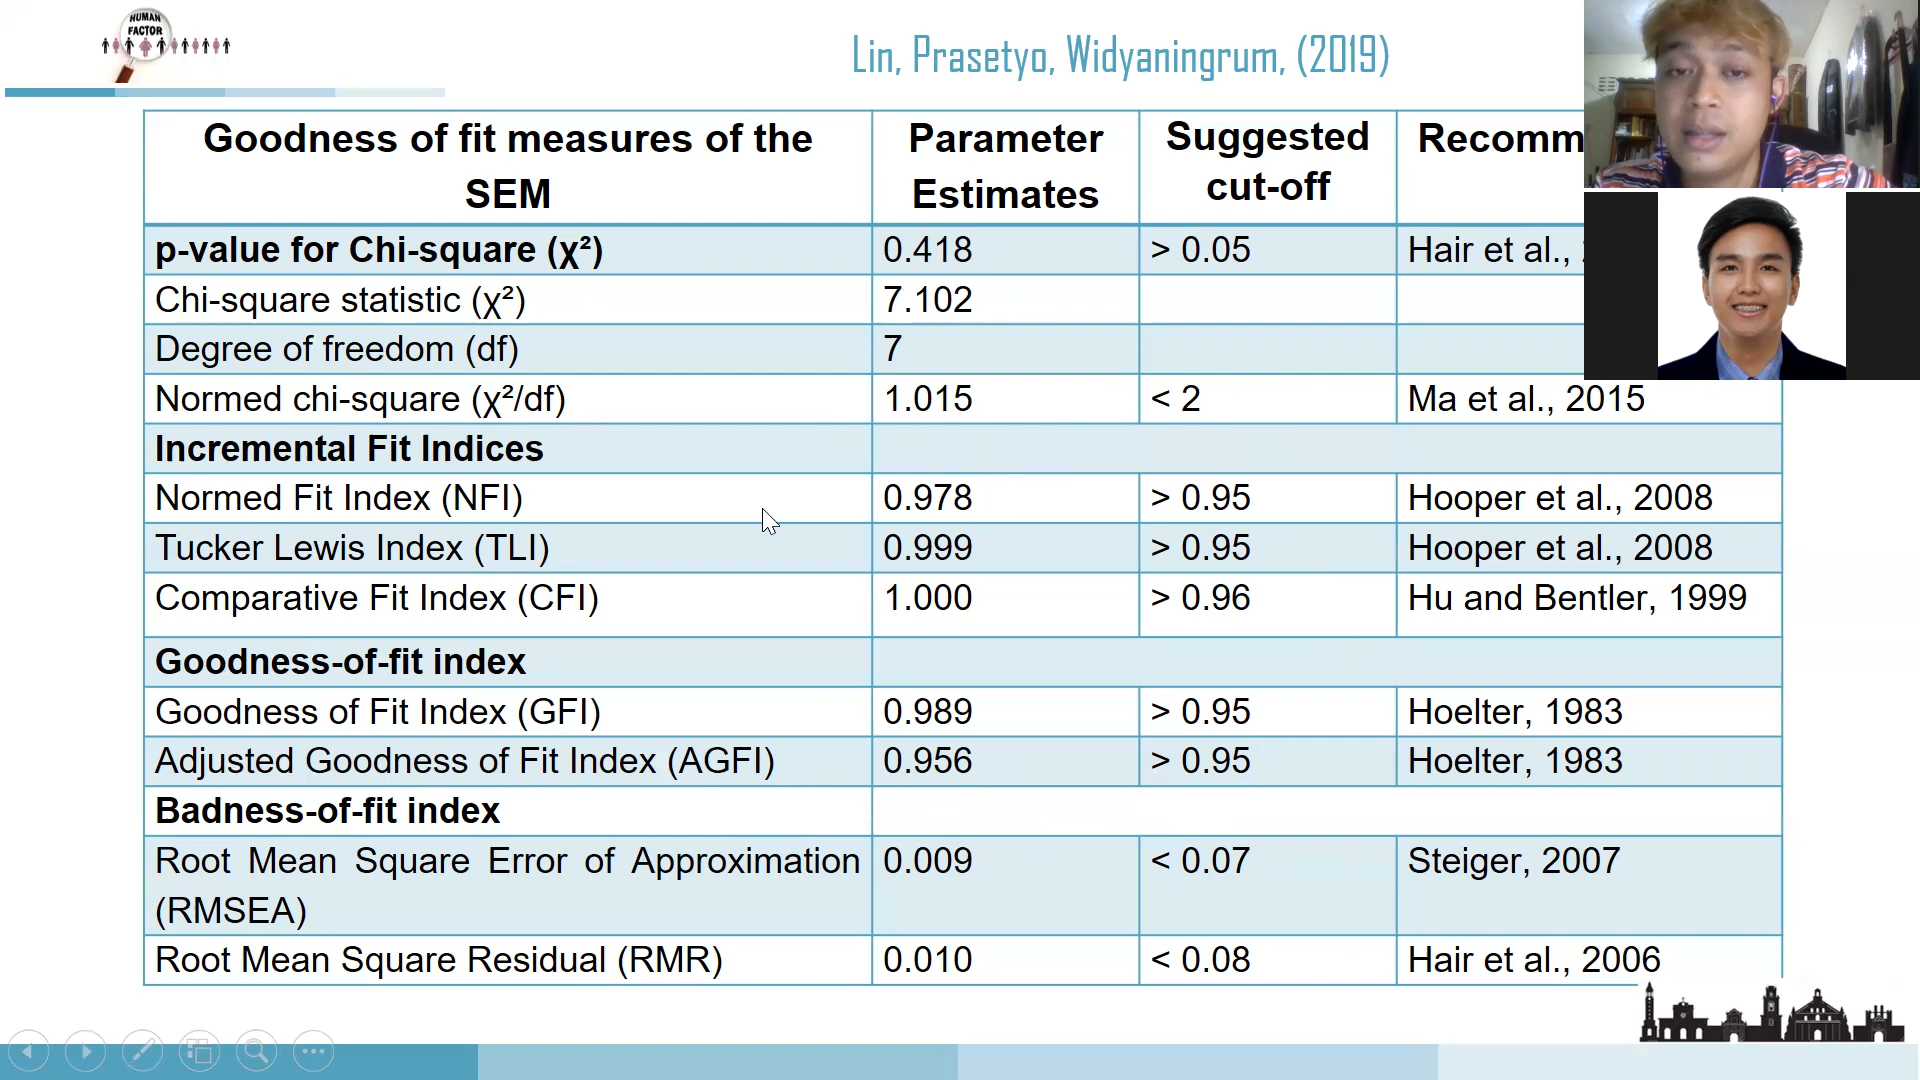 HUMAN
FACTOR
Lin, Prasetyo, Widyaningrum, (2019)
Goodness of fit measures of the SEM Parameter Estimates Suggested cut-off
p-value for Chi-square (χ²) 0.418 > 0.05 Hair et al.,
Chi-square statistic (χ²) 7.102
Degree of freedom (df) 7
Normed chi-square (χ²/df) 1.015 < 2 Ma et al., 2015
Incremental Fit Indices
Normed Fit Index (NFI) 0.978 > 0.95 Hooper et al., 2008
Tucker Lewis Index (TLI) 0.999 > 0.95 Hooper et al., 2008
Comparative Fit Index (CFI) 1.000 > 0.96 Hu and Bentler, 1999
Goodness-of-fit index
Goodness of Fit Index (GFI) 0.989 > 0.95 Hoelter, 1983
Adjusted Goodness of Fit Index (AGFI) 0.956 > 0.95 Hoelter, 1983
Badness-of-fit index
Root Mean Square Error of Approximation (RMSEA) 0.009 < 0.07 Steiger, 2007
Root Mean Square Residual (RMR) 0.010 < 0.08 Hair et al., 2006